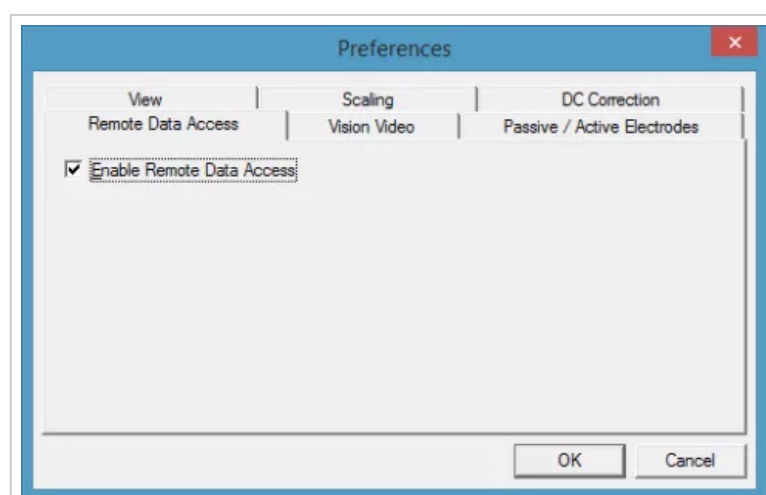 Preferences
View Scaling DC Correction
Remote Data Access Vision Video Passive / Active Electrodes
Enable Remote Data Access
OK Cancel